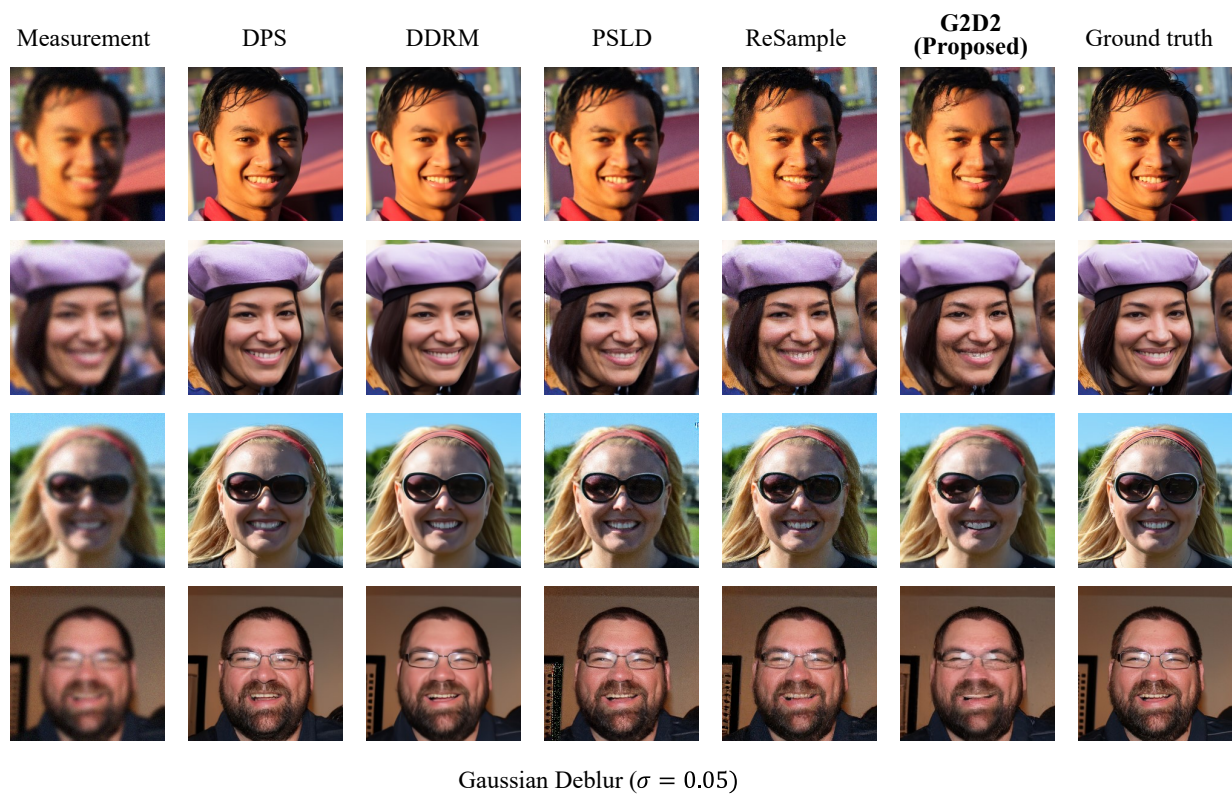 Measurement
DPS
DDRM
PSLD
ReSample
G2D2
(Proposed)
Ground truth
Gaussian Deblur (𝜎 = 0.05)